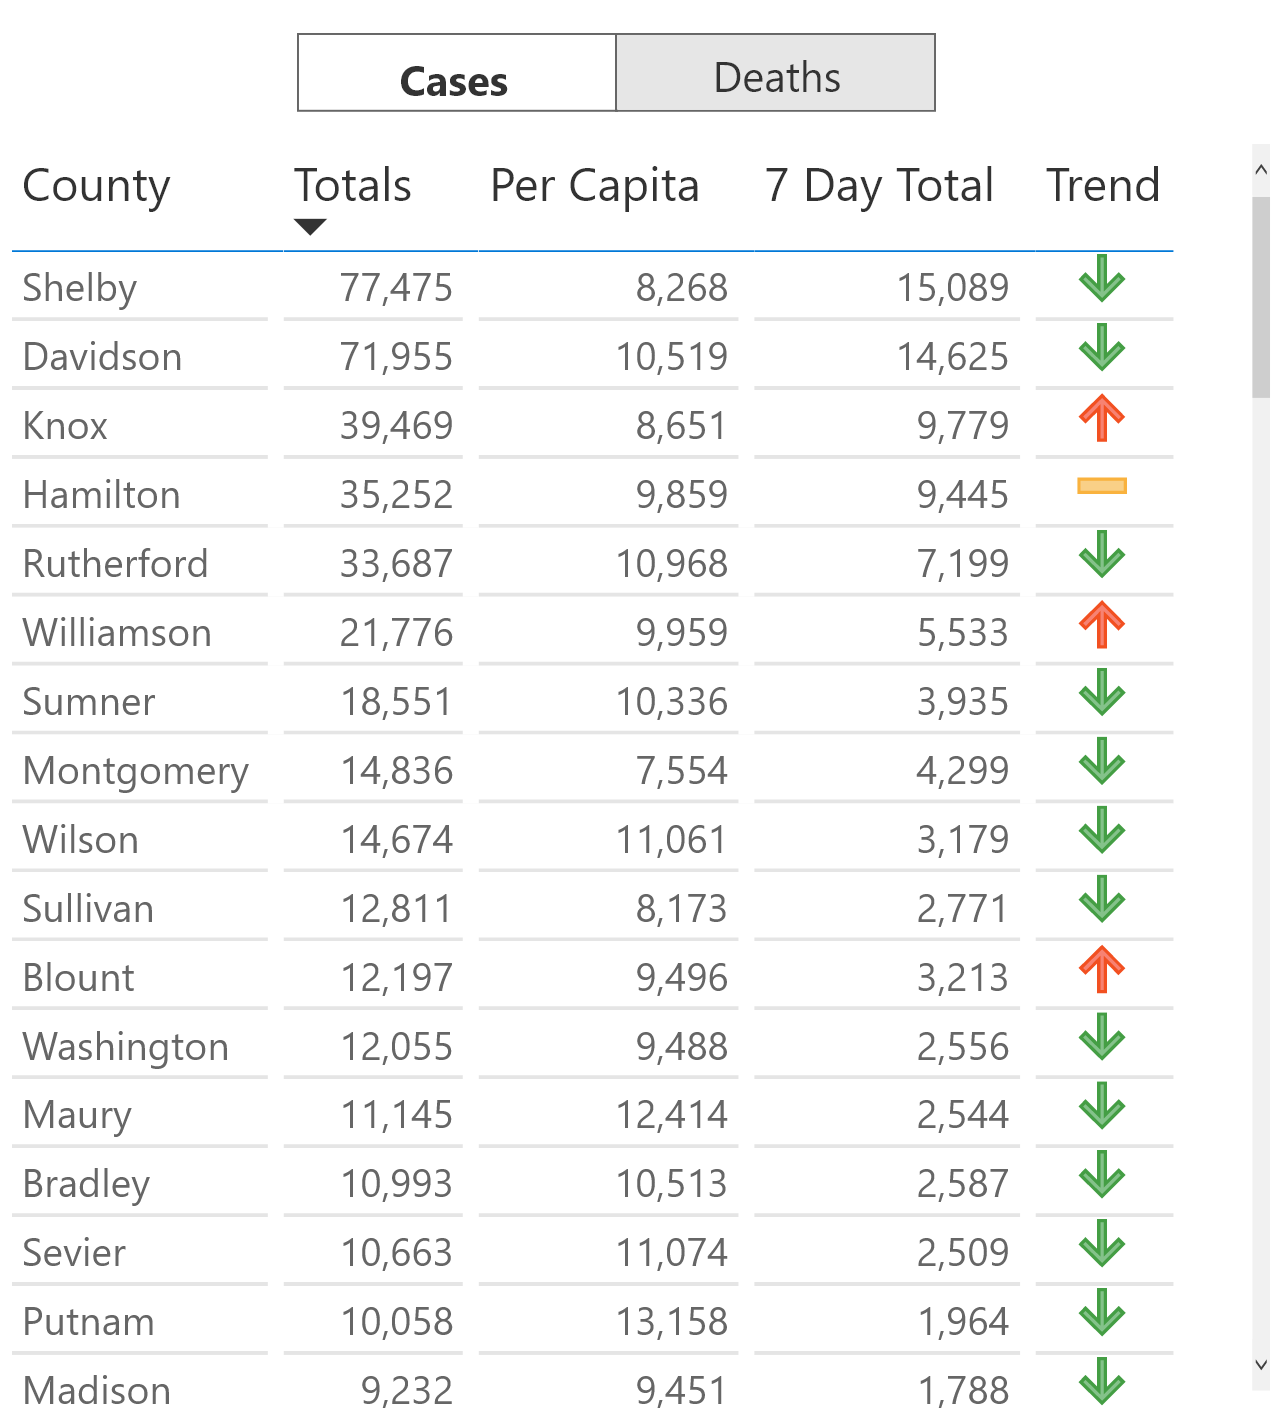 Cases Deaths
County Totals Per Capita 7 Day Total Trend
Shelby 77,475 8,268 15,089
Davidson 71,955 10,519 14,625
Knox 39,469 8,651 9,779
Hamilton 35,252 9,859 9,445
Rutherford 33,687 10,968 7,199
Williamson 21,776 9,959 5,533
Sumner 18,551 10,336 3,935
Montgomery 14,836 7,554 4,299
Wilson 14,674 11,061 3,179
Sullivan 12,811 8,173 2,771
Blount 12,197 9,496 3,213
Washington 12,055 9,488 2,556
Maury 11,145 12,414 2,544
Bradley 10,993 10,513 2,587
Sevier 10,663 11,074 2,509
Putnam 10,058 13,158 1,964
Madison 9,232 9,451 1,788